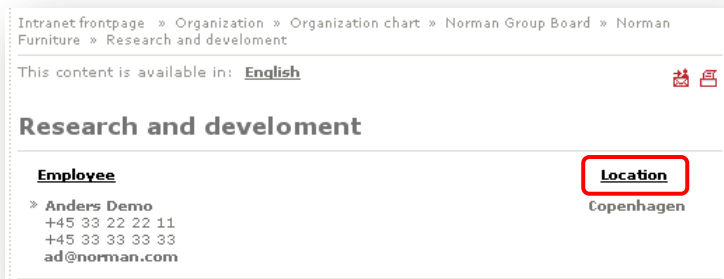 Intranet frontpage » Organization » Organization chart » Norman Group Board » Norman
Furniture » Research and develoment
This content is available in: English
Research and develoment
Employee Location
» Anders Demo Copenhagen
+45 33 22 22 11
+45 33 33 33 33
ad@norman.com